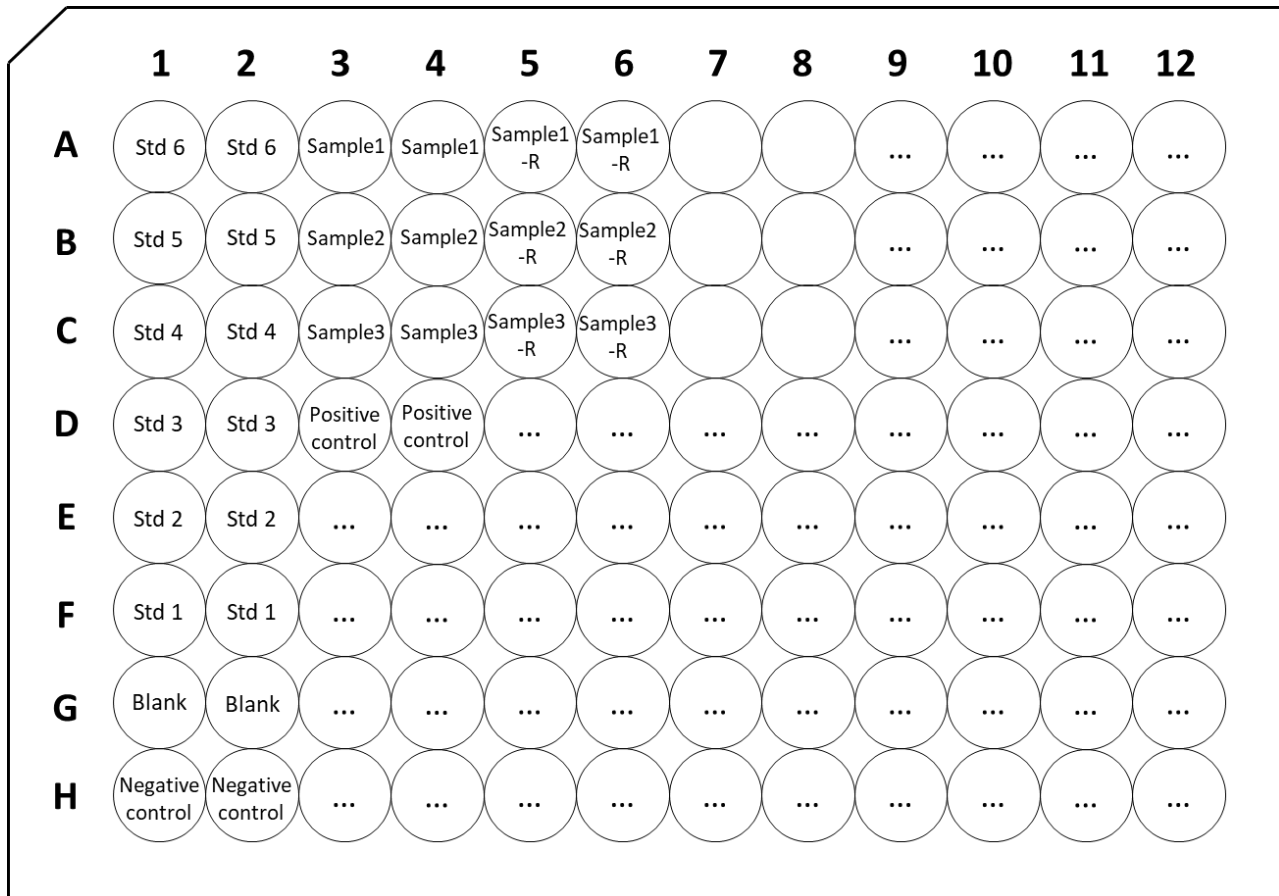 1 2 3 4 5 6 7 8 9 10 11 12
A Std 6 Std 6 Sample1 Sample1 Sample1 -R Sample1 -R ... ... ... ...
B Std 5 Std 5 Sample2 Sample2 Sample2 -R Sample2 -R ... ... ... ...
C Std 4 Std 4 Sample3 Sample3 Sample3 -R Sample3 -R ... ... ... ...
D Std 3 Std 3 Positive control Positive control ... ... ... ... ... ... ... ...
E Std 2 Std 2 ... ... ... ... ... ... ... ... ... ...
F Std 1 Std 1 ... ... ... ... ... ... ... ... ... ...
G Blank Blank ... ... ... ... ... ... ... ... ... ...
H Negative control Negative control ... ... ... ... ... ... ... ... ... ...